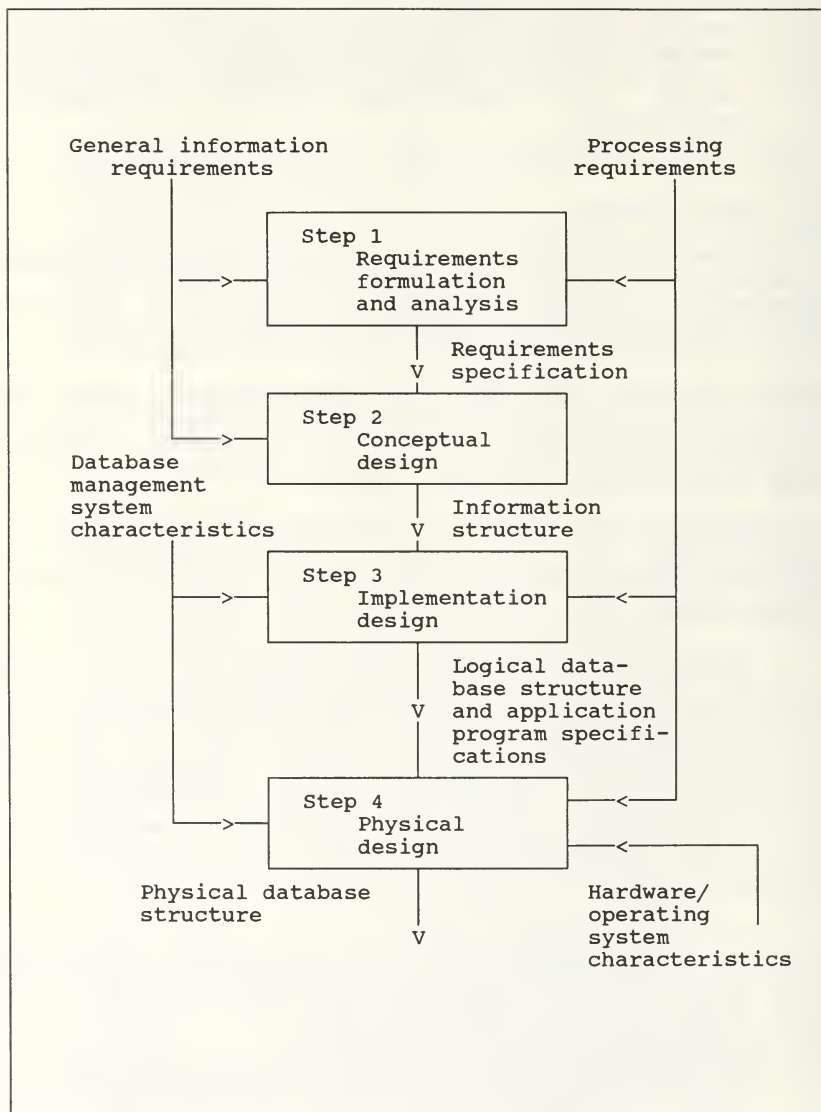 General information
requirements
Processing
requirements
Step 1
Requirements
formulation
and analysis
Requirements
specification
Step 2
Conceptual
design
Database
management
system
characteristics
Information
structure
Step 3
Implementation
design
Logical data-
base structure
and application
program specifi-
cations
Step 4
Physical
design
Physical database
structure
Hardware/
operating
system
characteristics